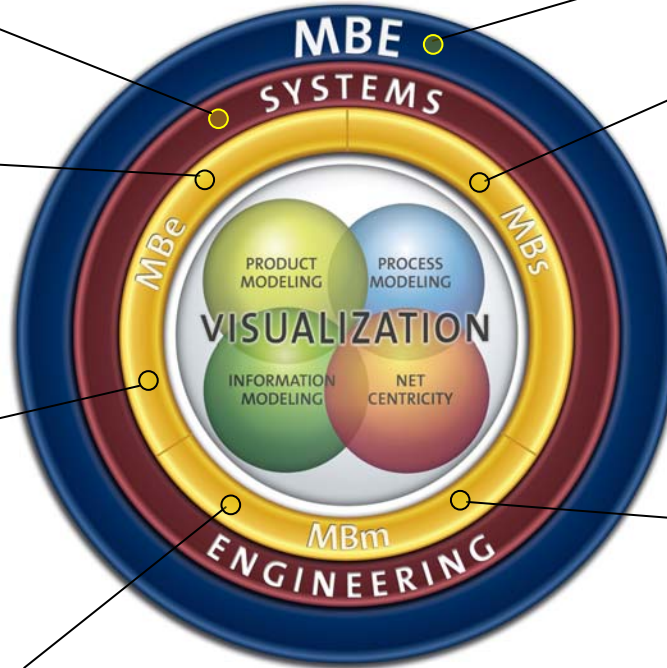 MBE
SYSTEMS
MBe
MBs
PRODUCT
MODELING
PROCESS
MODELING
VISUALIZATION
INFORMATION
MODELING
NET
CENTRICITY
MBm
ENGINEERING